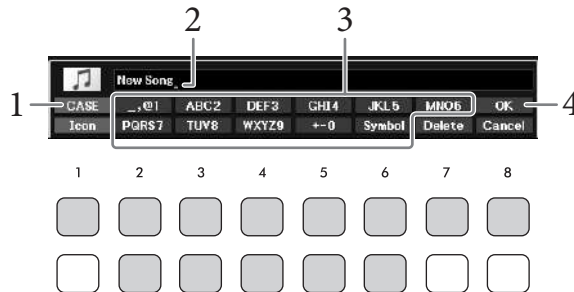 2 3
New Song_
1 CASE _,@1 ABC2 DEF3 GHI4 JKL5 MNO6 OK 4
Icon PQRS7 TUV8 WXYZ9 +-0 Symbol Delete Cancel
1 2 3 4 5 6 7 8